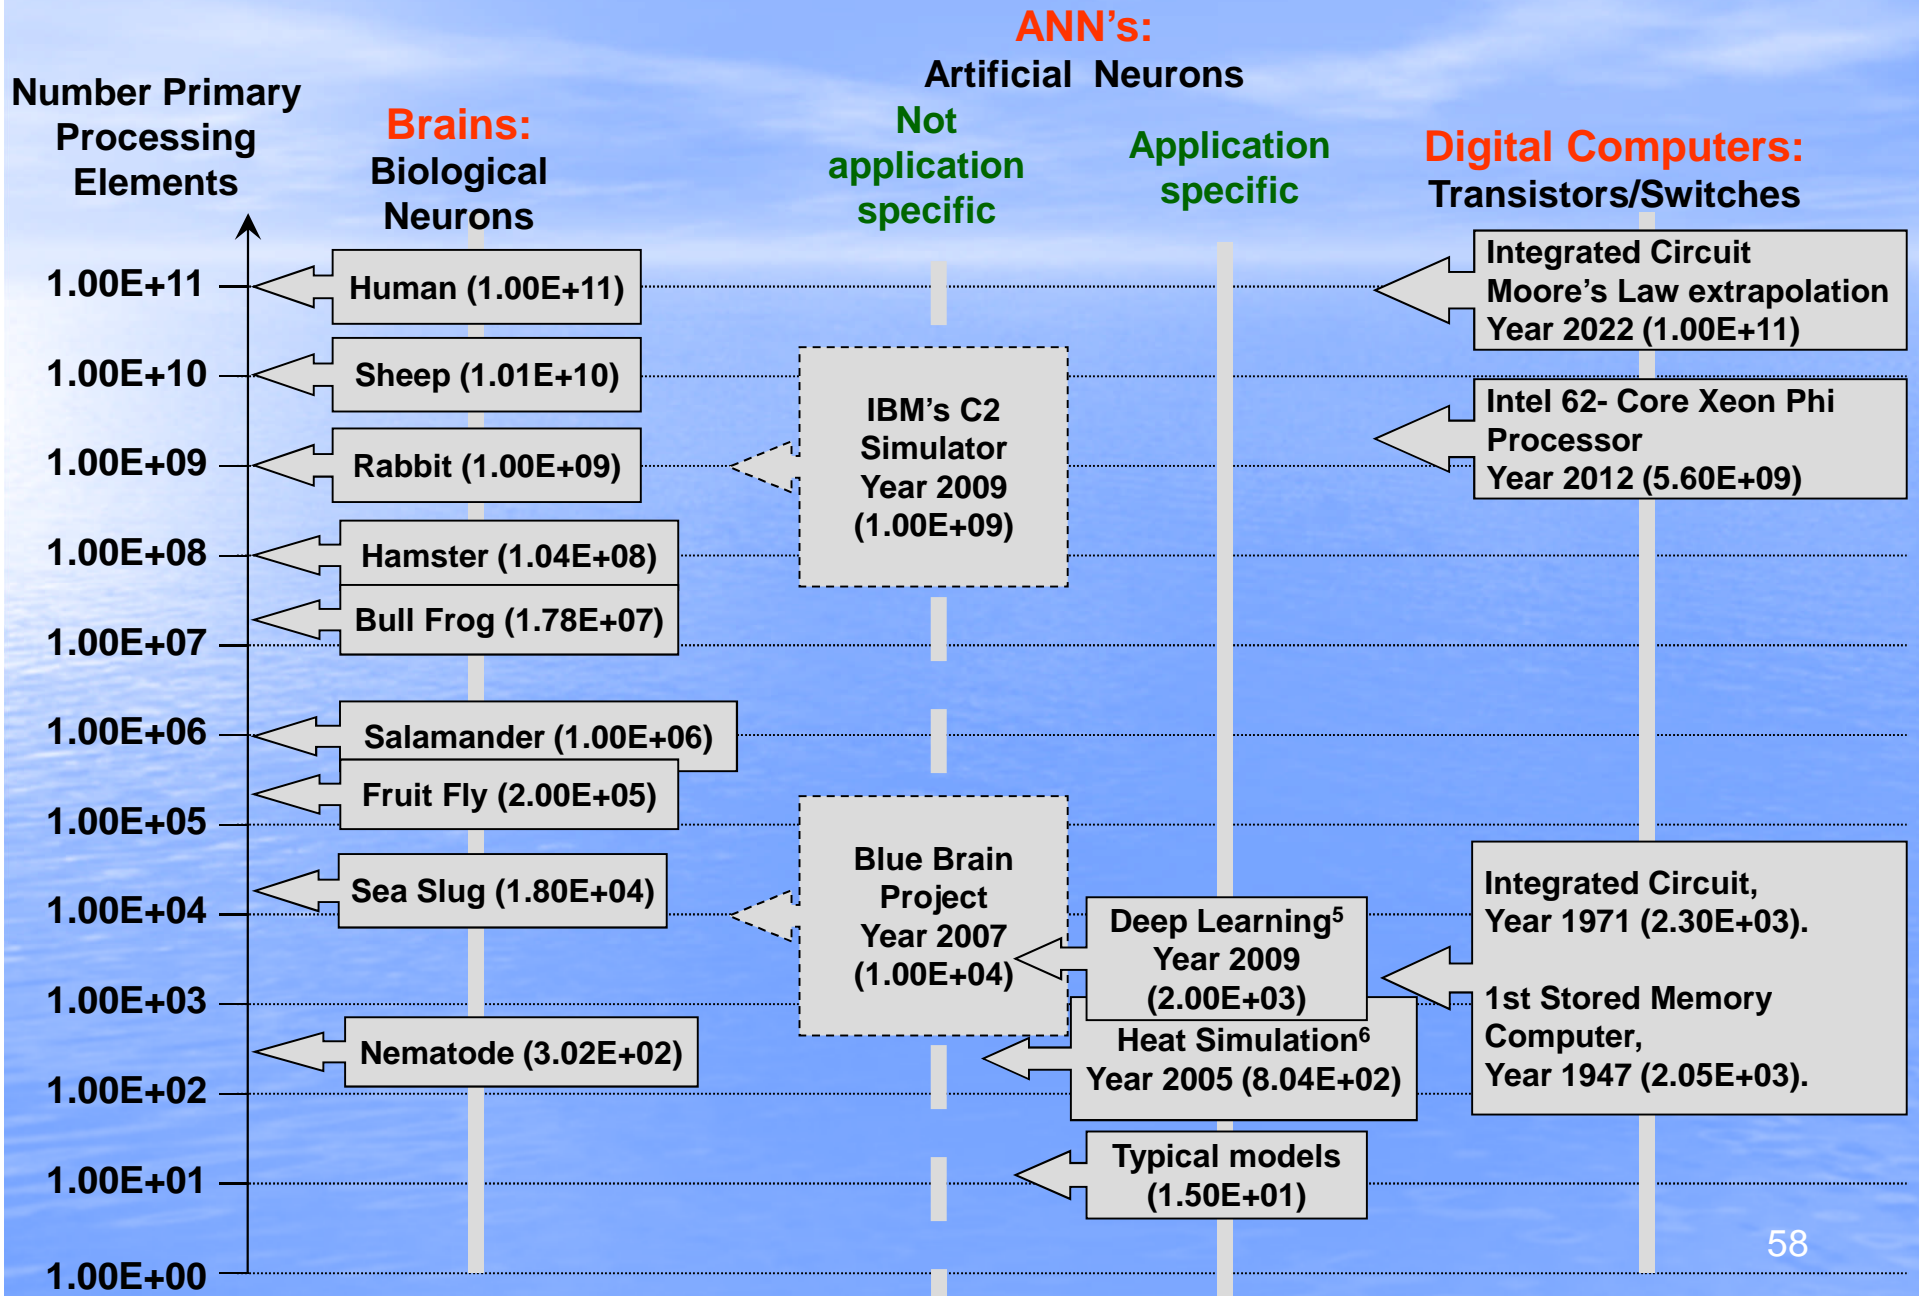 ANN's:
Artificial Neurons
Number Primary
Processing
Elements
Brains:
Biological
Neurons
Not
application
specific
Application
specific
Digital Computers:
Transistors/Switches
1.00E+11
1.00E+10
1.00E+09
1.00E+08
1.00E+07
1.00E+06
1.00E+05
1.00E+04
1.00E+03
1.00E+02
1.00E+01
1.00E+00
Human (1.00E+11)
Sheep (1.01E+10)
Rabbit (1.00E+09)
Hamster (1.04E+08)
Bull Frog (1.78E+07)
Salamander (1.00E+06)
Fruit Fly (2.00E+05)
Sea Slug (1.80E+04)
Nematode (3.02E+02)
IBM's C2
Simulator
Year 2009
(1.00E+09)
Blue Brain
Project
Year 2007
(1.00E+04)
Deep Learning⁵
Year 2009
(2.00E+03)
Heat Simulation⁶
Year 2005 (8.04E+02)
Typical models
(1.50E+01)
Integrated Circuit
Moore's Law extrapolation
Year 2022 (1.00E+11)
Intel 62- Core Xeon Phi
Processor
Year 2012 (5.60E+09)
Integrated Circuit,
Year 1971 (2.30E+03).
1st Stored Memory
Computer,
Year 1947 (2.05E+03).
58